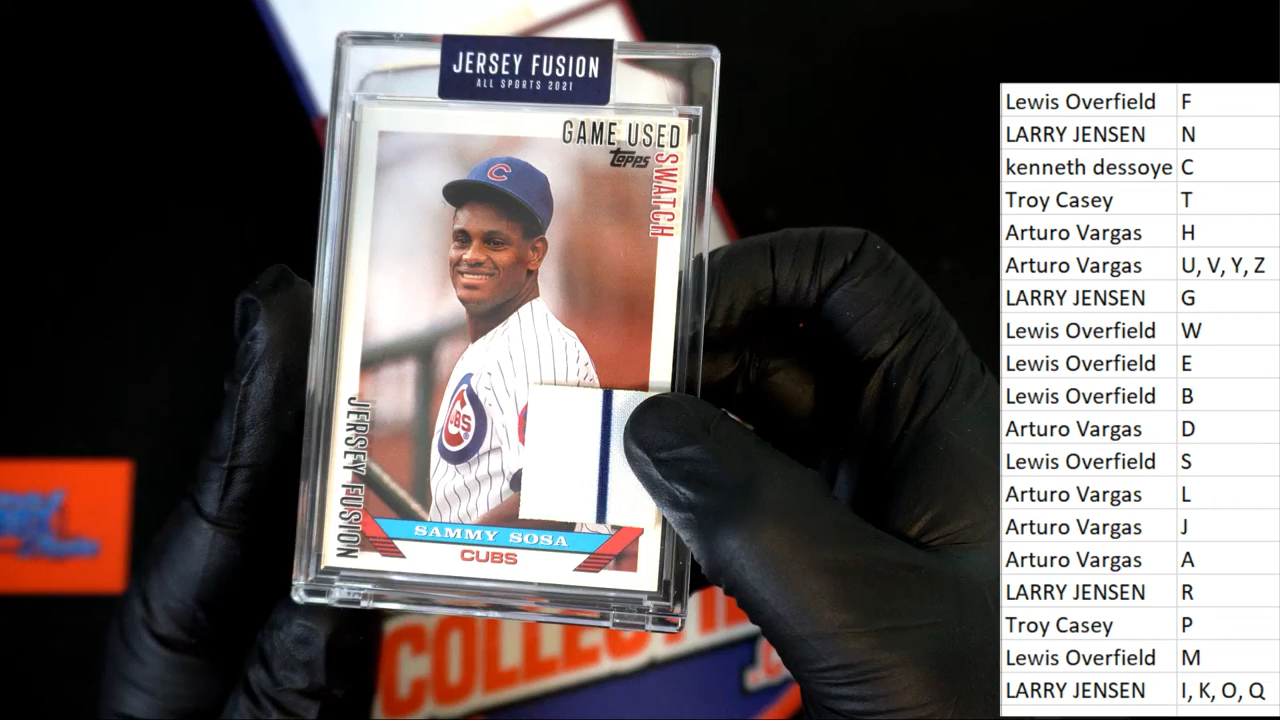 JERSEY FUSION
ALL SPORTS 2021
GAME USED
topps
SWATCH
C
CUBS
JERSEY FUSION
SAMMY SOSA
CUBS
Lewis Overfield F
LARRY JENSEN N
kenneth dessoye C
Troy Casey T
Arturo Vargas H
Arturo Vargas U, V, Y, Z
LARRY JENSEN G
Lewis Overfield W
Lewis Overfield E
Lewis Overfield B
Arturo Vargas D
Lewis Overfield S
Arturo Vargas L
Arturo Vargas J
Arturo Vargas A
LARRY JENSEN R
Troy Casey P
Lewis Overfield M
LARRY JENSEN I, K, O, Q